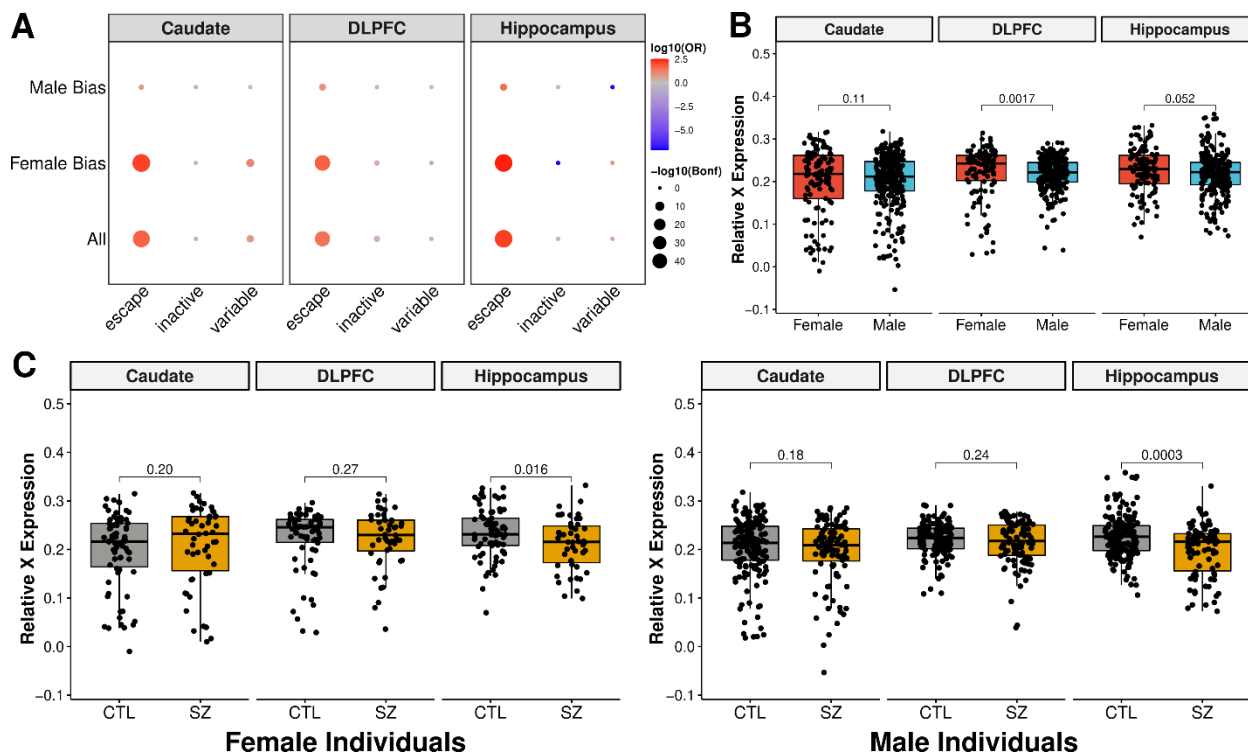 A
Caudate
DLPFC
Hippocampus
Male Bias
Female Bias
All
escape
inactive
variable
escape
inactive
variable
escape
inactive
variable
log10(OR)
2.5
0.0
-2.5
-5.0
-log10(Bonf)
0
10
20
30
40
B
Caudate
DLPFC
Hippocampus
Relative X Expression
0.5
0.4
0.3
0.2
0.1
0.0
-0.1
0.11
0.0017
0.052
Female
Male
Female
Male
Female
Male
C
Caudate
DLPFC
Hippocampus
Relative X Expression
0.5
0.4
0.3
0.2
0.1
0.0
-0.1
0.20
0.27
0.016
CTL
SZ
CTL
SZ
CTL
SZ
Female Individuals
Caudate
DLPFC
Hippocampus
Relative X Expression
0.5
0.4
0.3
0.2
0.1
0.0
-0.1
0.18
0.24
0.0003
CTL
SZ
CTL
SZ
CTL
SZ
Male Individuals